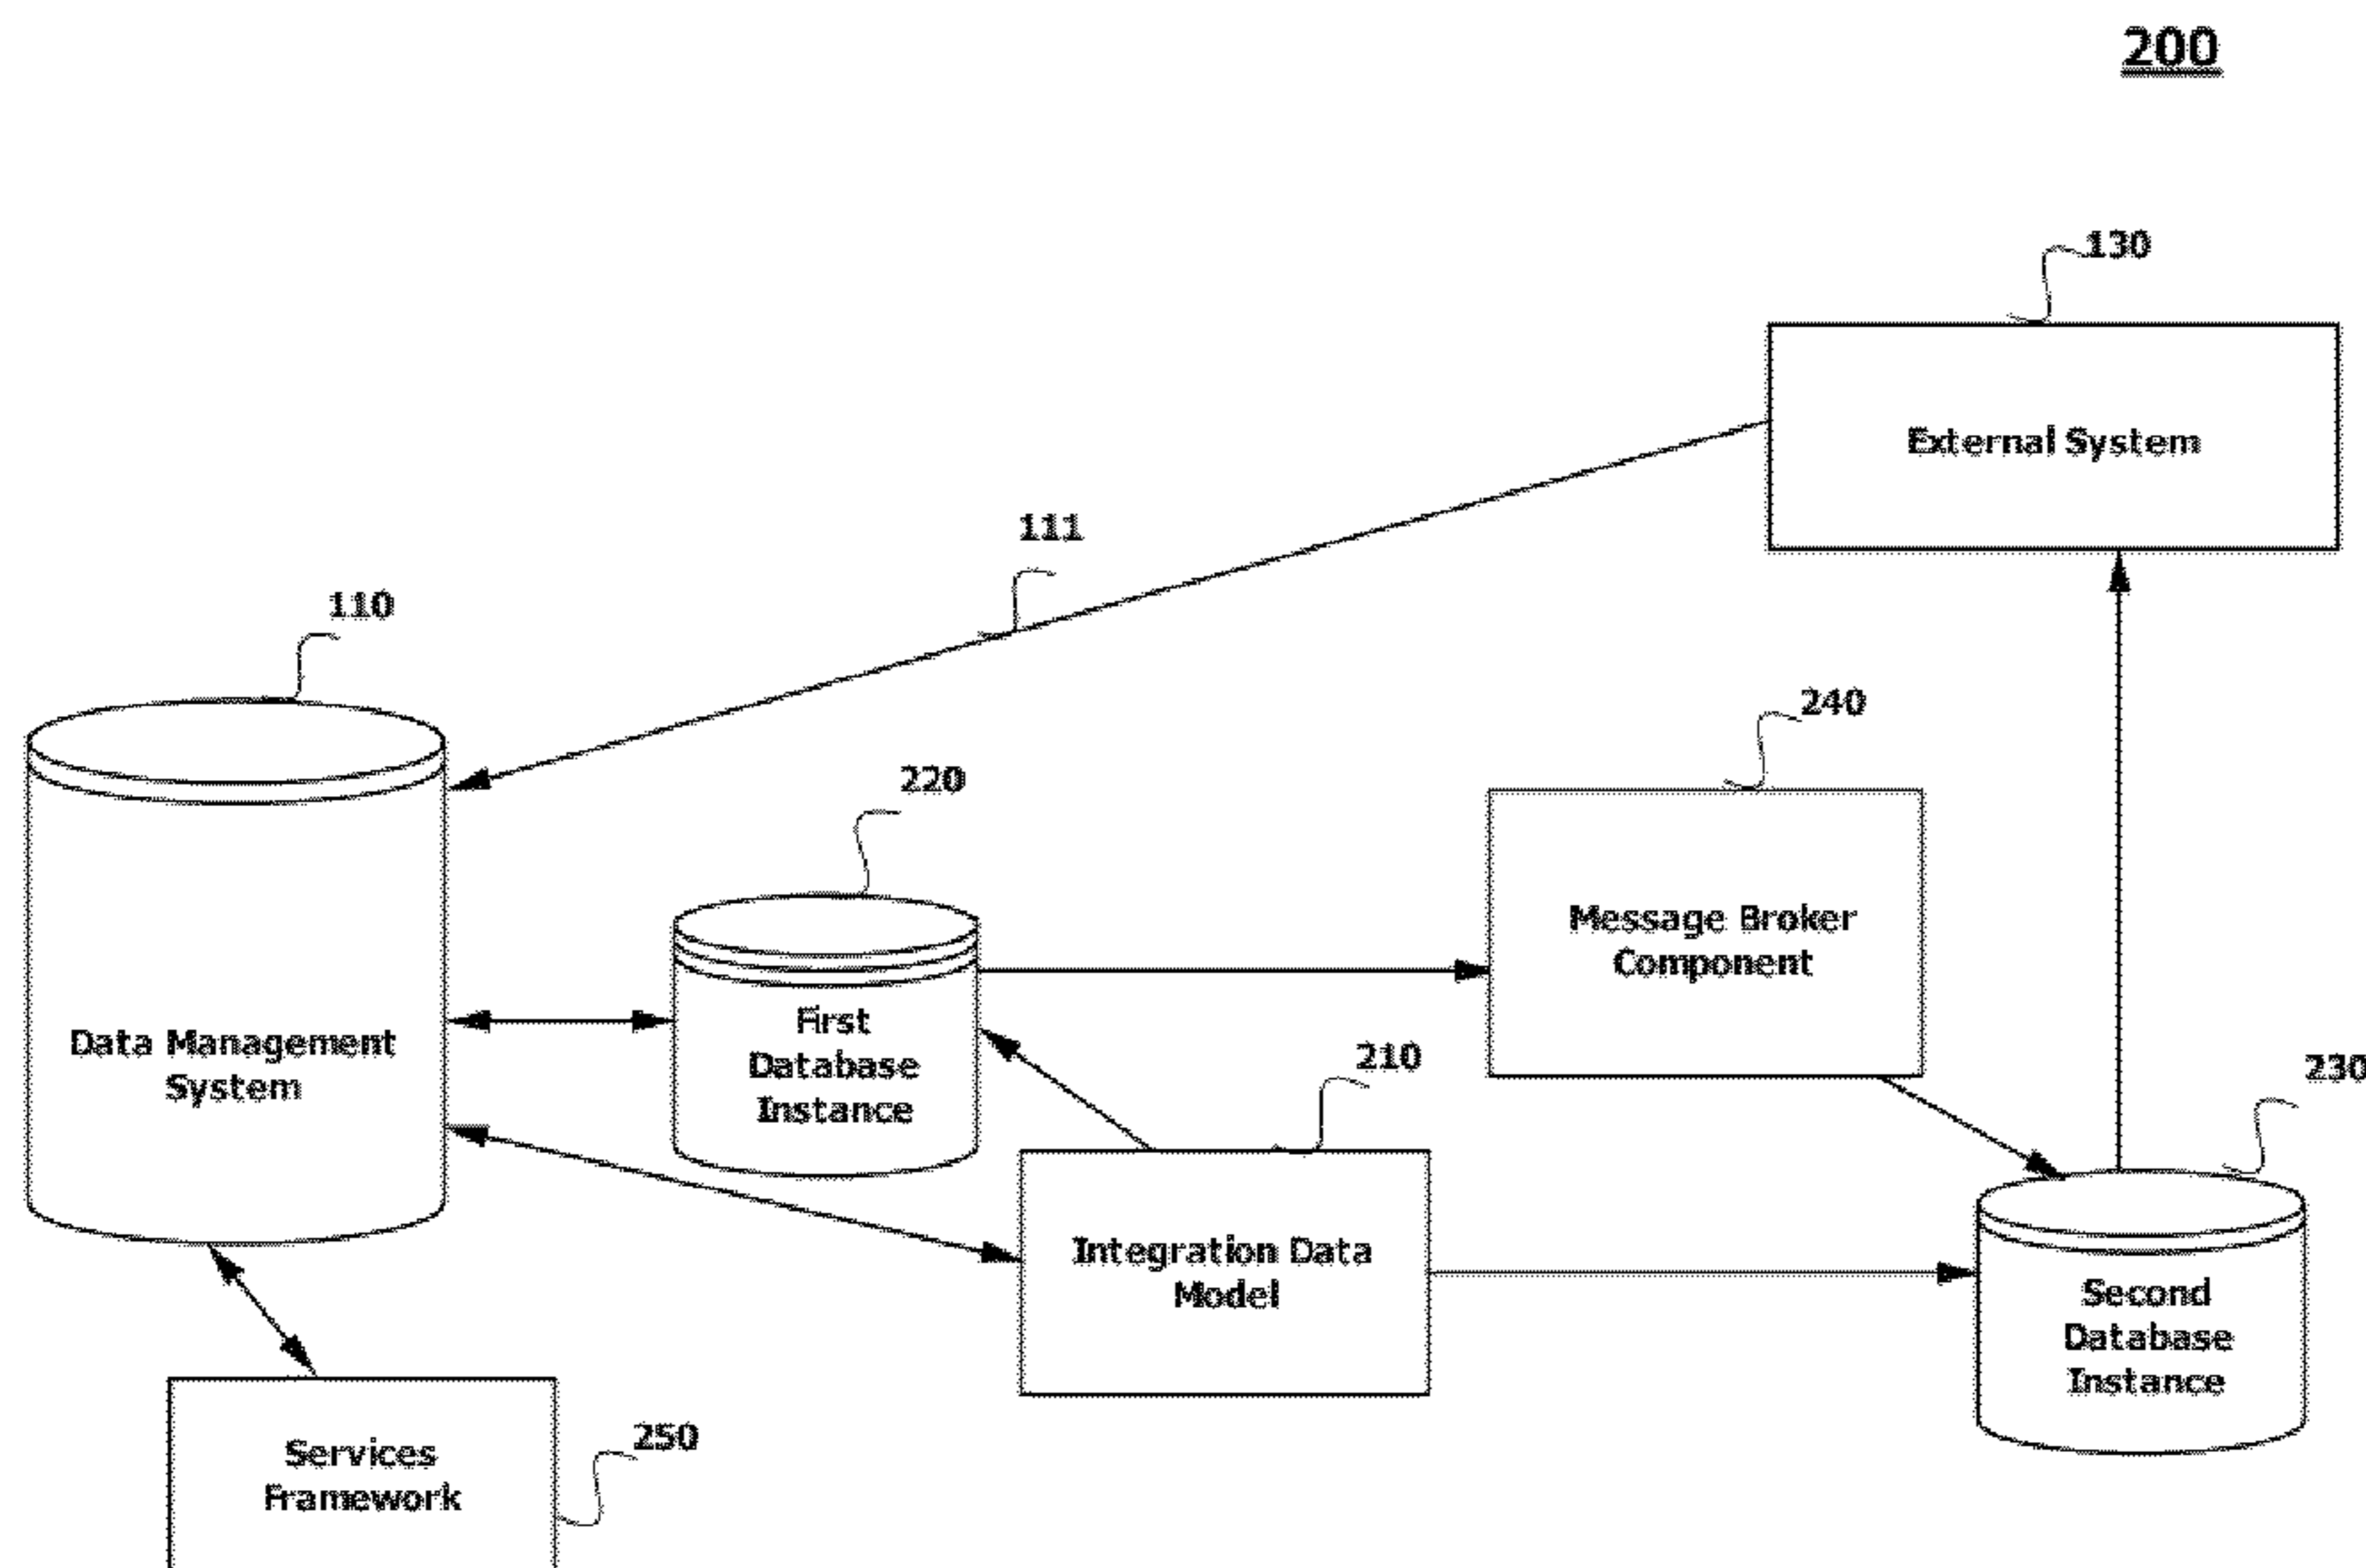 200
130
External System
111
110
240
220
Message Broker
Component
First
Database
Instance
Data Management
System
210
230
Integration Data
Model
Second
Database
Instance
250
Services
Framework